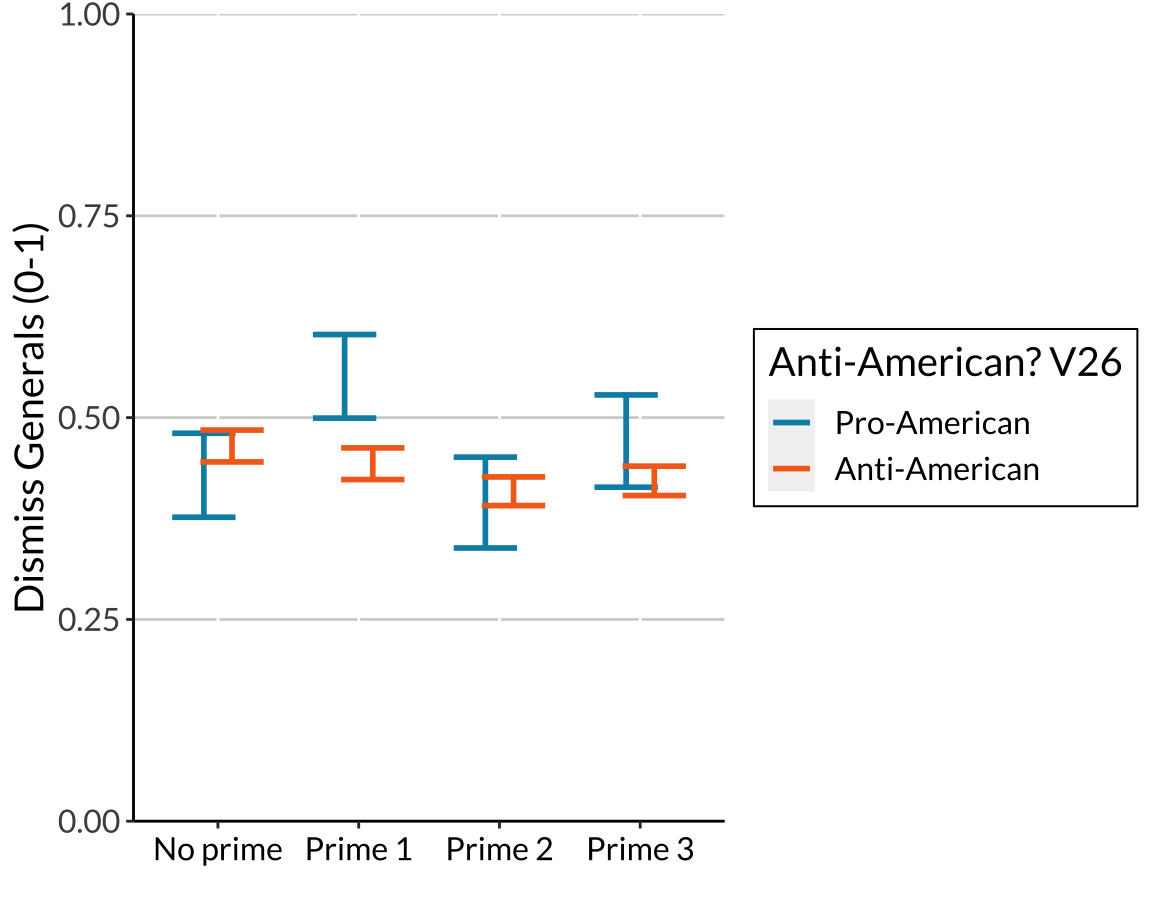 1.00
0.75
0.50
0.25
0.00
Dismiss Generals (0-1)
No prime
Prime 1
Prime 2
Prime 3
Anti-American? V26
Pro-American
Anti-American